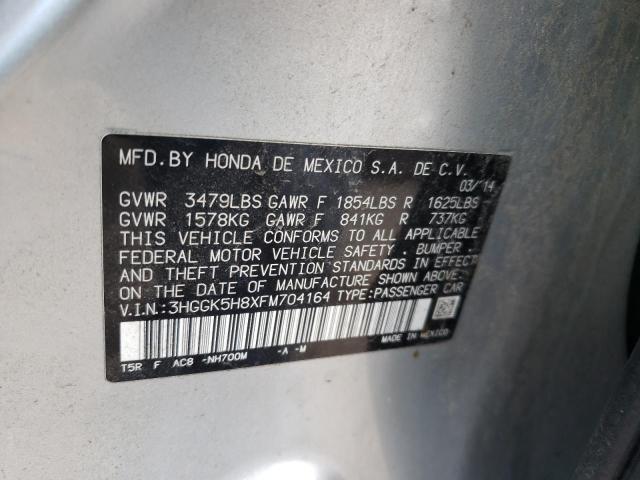 MFD.BY HONDA DE MEXICO S.A. DE C.V.
03/'14
GVWR 3479LBS GAWR F 1854LBS R 1625LBS
GVWR 1578KG GAWR F 841KG R 737KG
THIS VEHICLE CONFORMS TO ALL APPLICABLE
FEDERAL MOTOR VEHICLE SAFETY . BUMPER .
AND THEFT PREVENTION STANDARDS IN EFFECT
ON THE DATE OF MANUFACTURE SHOWN ABOVE.
V.I.N.:3HGGK5H8XFM704164 TYPE:PASSENGER CAR
MADE IN MEXICO
T5R F AC8 -NH700M -A -M